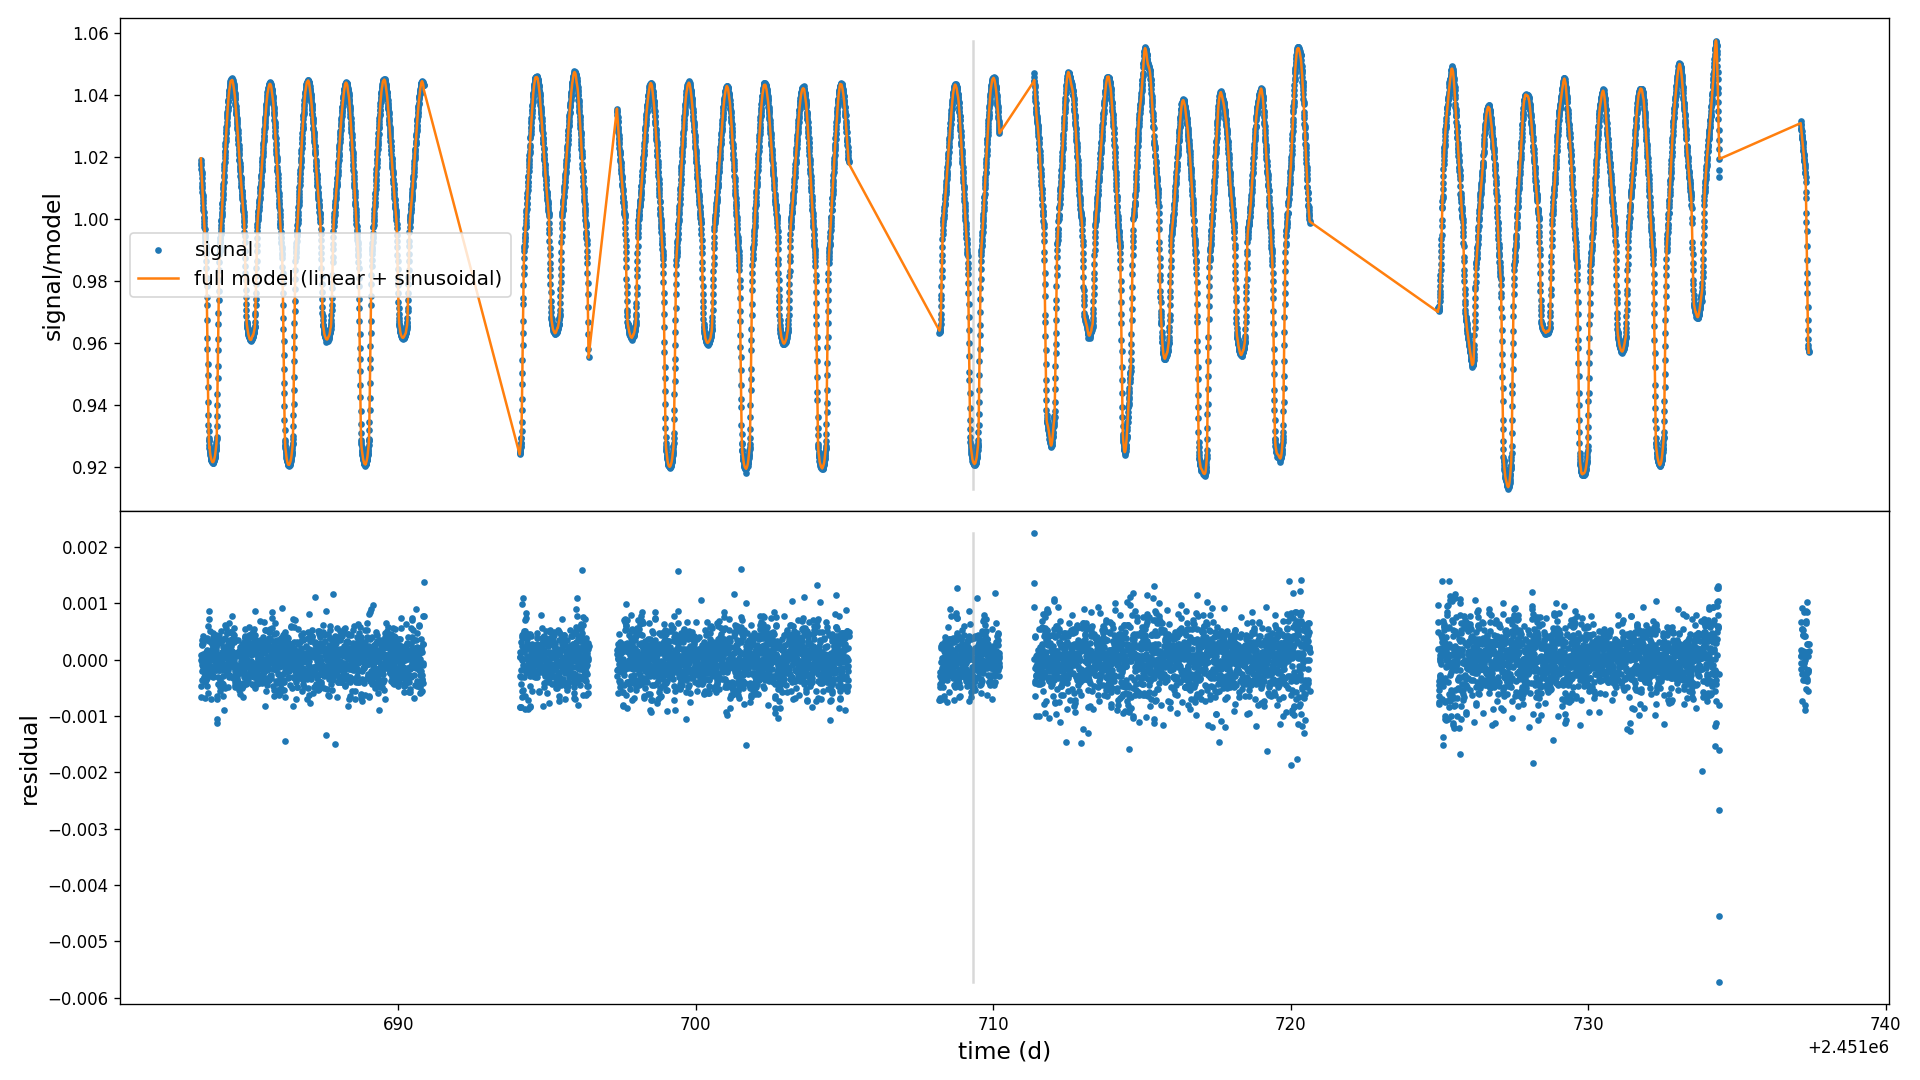 1.06
1.04
1.02
1.00
0.98
0.96
0.94
0.92
signal/model
signal
full model (linear + sinusoidal)
0.002
0.001
0.000
−0.001
−0.002
−0.003
−0.004
−0.005
−0.006
residual
690 700 710 720 730 740
time (d)
+2.451e6